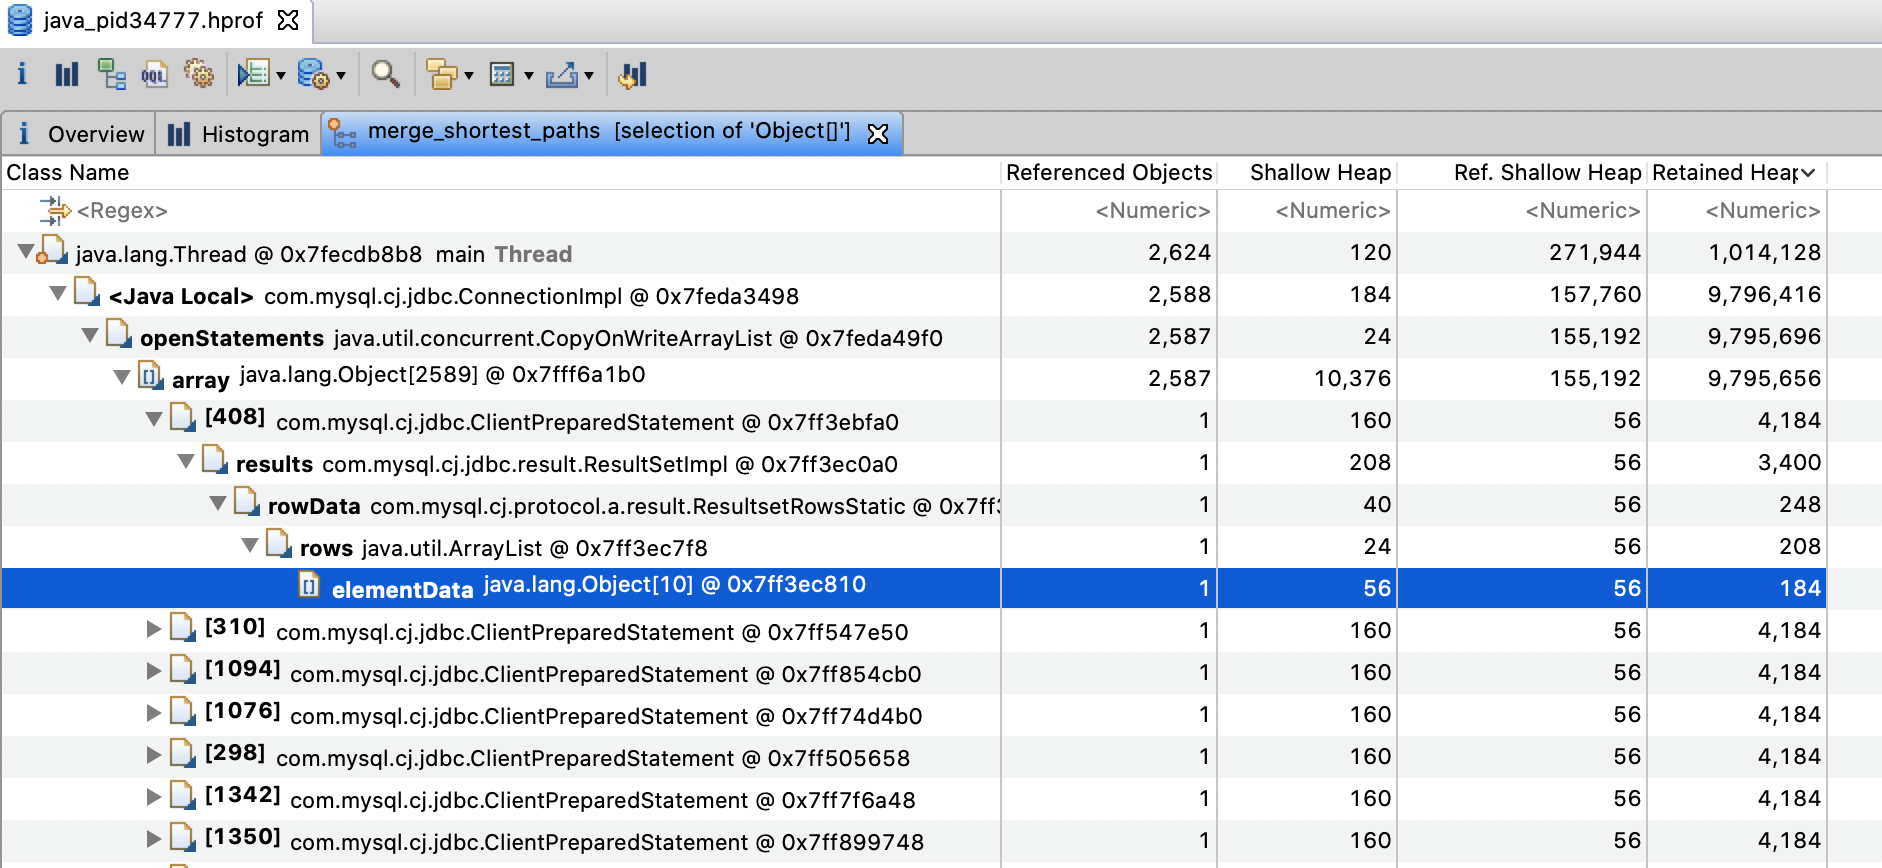 java_pid34777.hprof
Overview Histogram merge_shortest_paths [selection of 'Object[]']
Class Name Referenced Objects Shallow Heap Ref. Shallow Heap Retained Heap
<Regex> <Numeric> <Numeric> <Numeric> <Numeric>
java.lang.Thread @ 0x7fecdb8b8 main Thread 2,624 120 271,944 1,014,128
<Java Local> com.mysql.cj.jdbc.ConnectionImpl @ 0x7feda3498 2,588 184 157,760 9,796,416
openStatements java.util.concurrent.CopyOnWriteArrayList @ 0x7feda49f0 2,587 24 155,192 9,795,696
array java.lang.Object[2589] @ 0x7fff6a1b0 2,587 10,376 155,192 9,795,656
[408] com.mysql.cj.jdbc.ClientPreparedStatement @ 0x7ff3ebfa0 1 160 56 4,184
results com.mysql.cj.jdbc.result.ResultSetImpl @ 0x7ff3ec0a0 1 208 56 3,400
rowData com.mysql.cj.protocol.a.result.ResultsetRowsStatic @ 0x7ff 1 40 56 248
rows java.util.ArrayList @ 0x7ff3ec7f8 1 24 56 208
elementData java.lang.Object[10] @ 0x7ff3ec810 1 56 56 184
[310] com.mysql.cj.jdbc.ClientPreparedStatement @ 0x7ff547e50 1 160 56 4,184
[1094] com.mysql.cj.jdbc.ClientPreparedStatement @ 0x7ff854cb0 1 160 56 4,184
[1076] com.mysql.cj.jdbc.ClientPreparedStatement @ 0x7ff74d4b0 1 160 56 4,184
[298] com.mysql.cj.jdbc.ClientPreparedStatement @ 0x7ff505658 1 160 56 4,184
[1342] com.mysql.cj.jdbc.ClientPreparedStatement @ 0x7ff7f6a48 1 160 56 4,184
[1350] com.mysql.cj.jdbc.ClientPreparedStatement @ 0x7ff899748 1 160 56 4,184